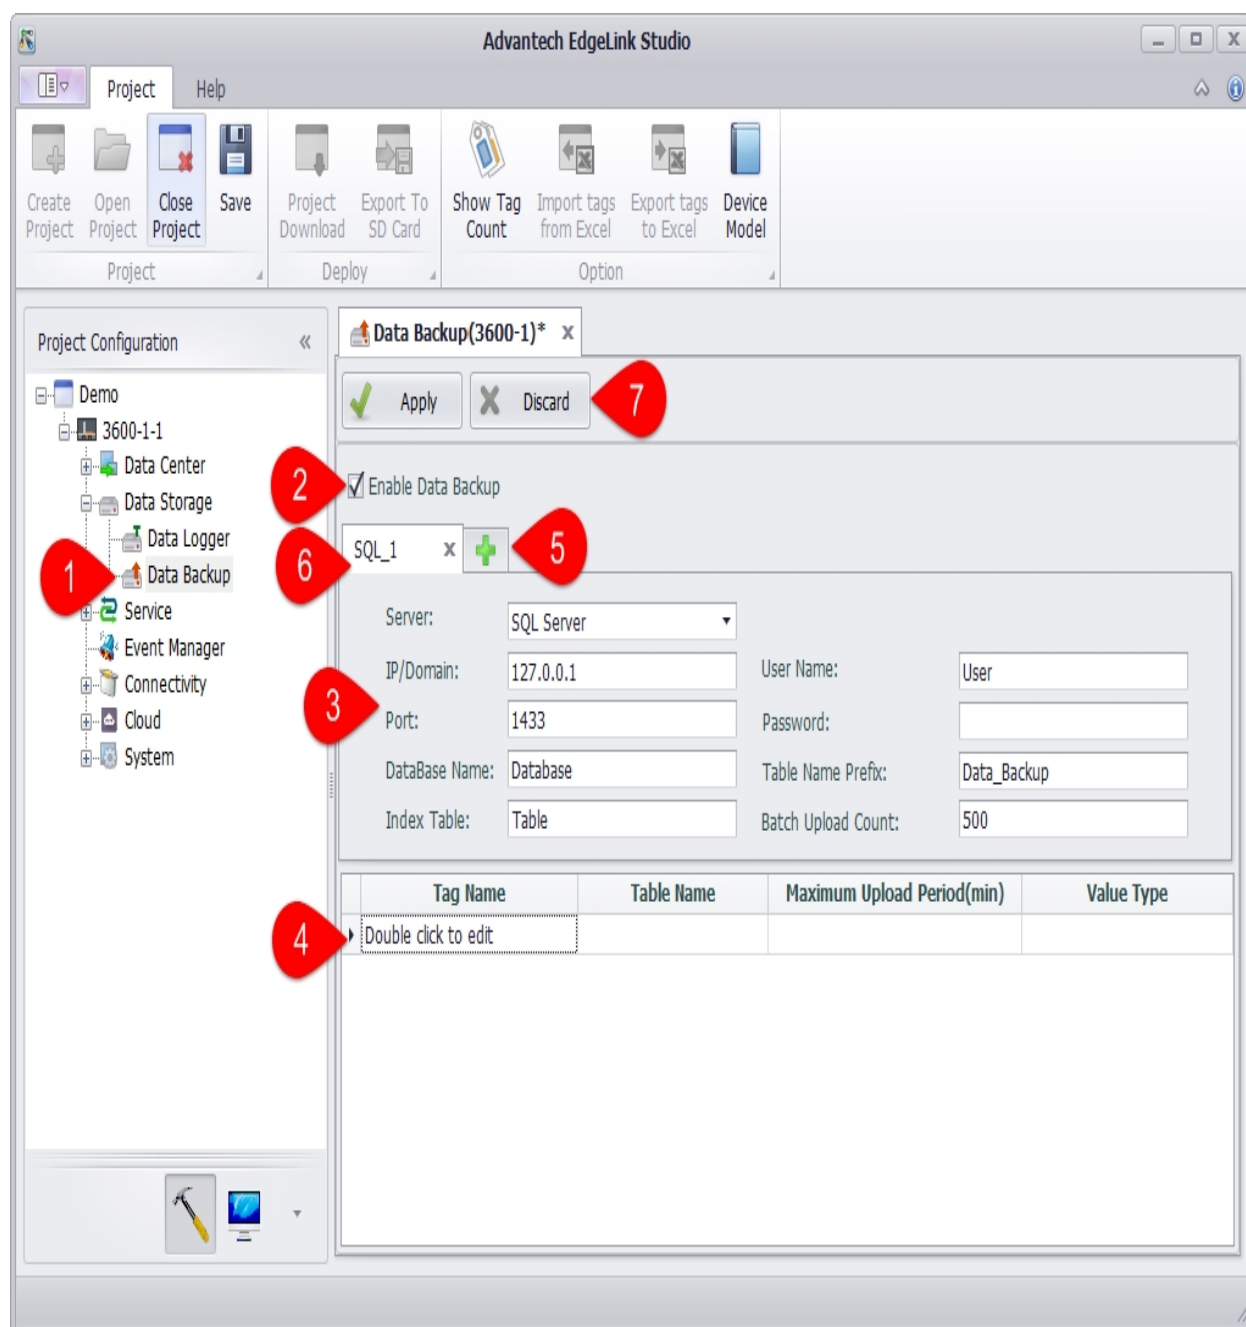 Advantech EdgeLink Studio
Project Help
Create Project
Open Project
Close Project
Save
Project Download
Export To SD Card
Show Tag Count
Import tags from Excel
Export tags to Excel
Device Model
Project
Deploy
Option
Project Configuration
Demo
3600-1-1
Data Center
Data Storage
Data Logger
1 Data Backup
Service
Event Manager
Connectivity
Cloud
System
Data Backup(3600-1)* x
Apply Discard 7
2 Enable Data Backup
6 SQL_1 x 5
Server: SQL Server
IP/Domain: 127.0.0.1 User Name: User
3 Port: 1433 Password:
DataBase Name: Database Table Name Prefix: Data_Backup
Index Table: Table Batch Upload Count: 500
Tag Name Table Name Maximum Upload Period(min) Value Type
4 Double click to edit